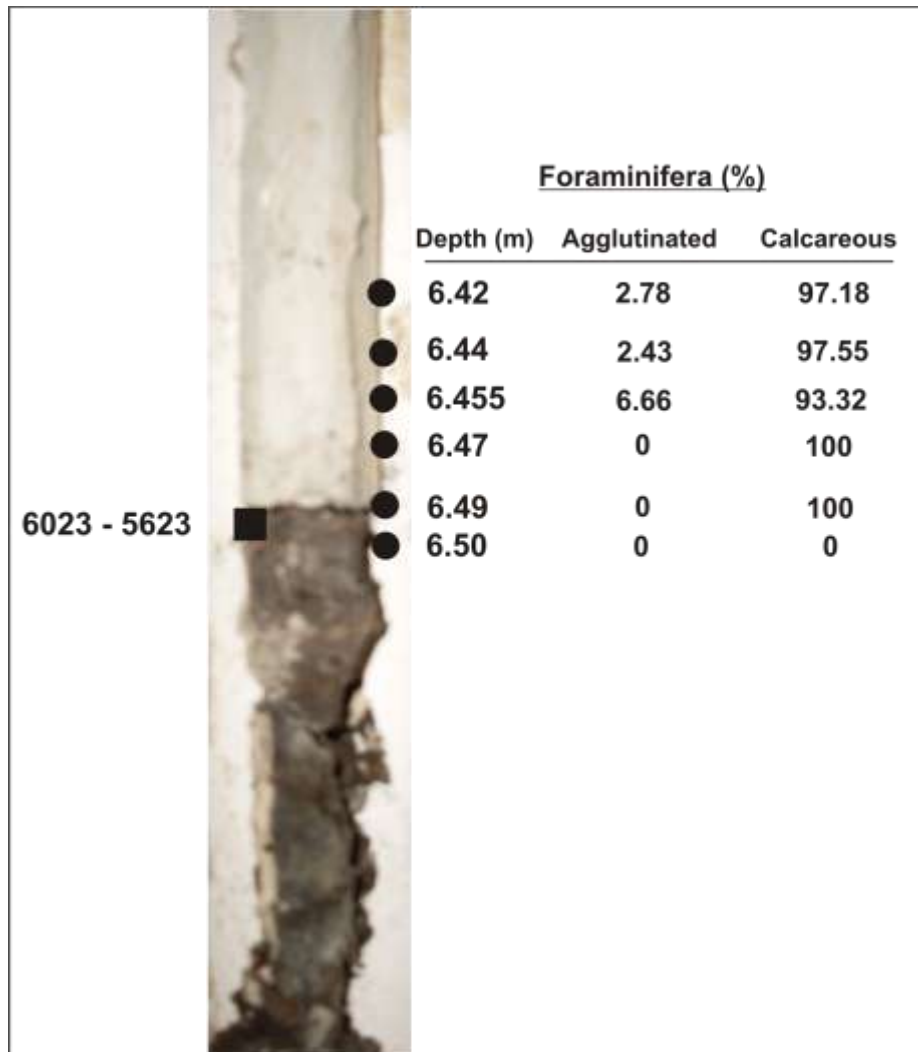 Foraminifera (%)
Depth (m) Agglutinated Calcareous
6.42 2.78 97.18
6.44 2.43 97.55
6.455 6.66 93.32
6.47 0 100
6.49 0 100
6023 - 5623
6.50 0 0